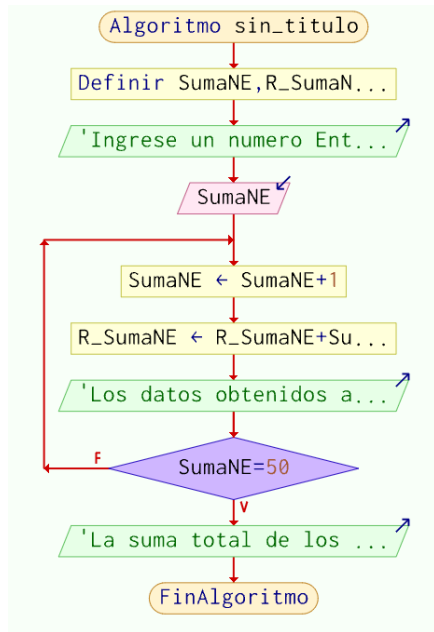 Algoritmo sin_titulo
Definir SumaNE,R_SumaN...
'Ingrese un numero Ent...
SumaNE
SumaNE ← SumaNE+1
R_SumaNE ← R_SumaNE+Su...
'Los datos obtenidos a...
SumaNE=50
F
V
'La suma total de los ...
FinAlgoritmo